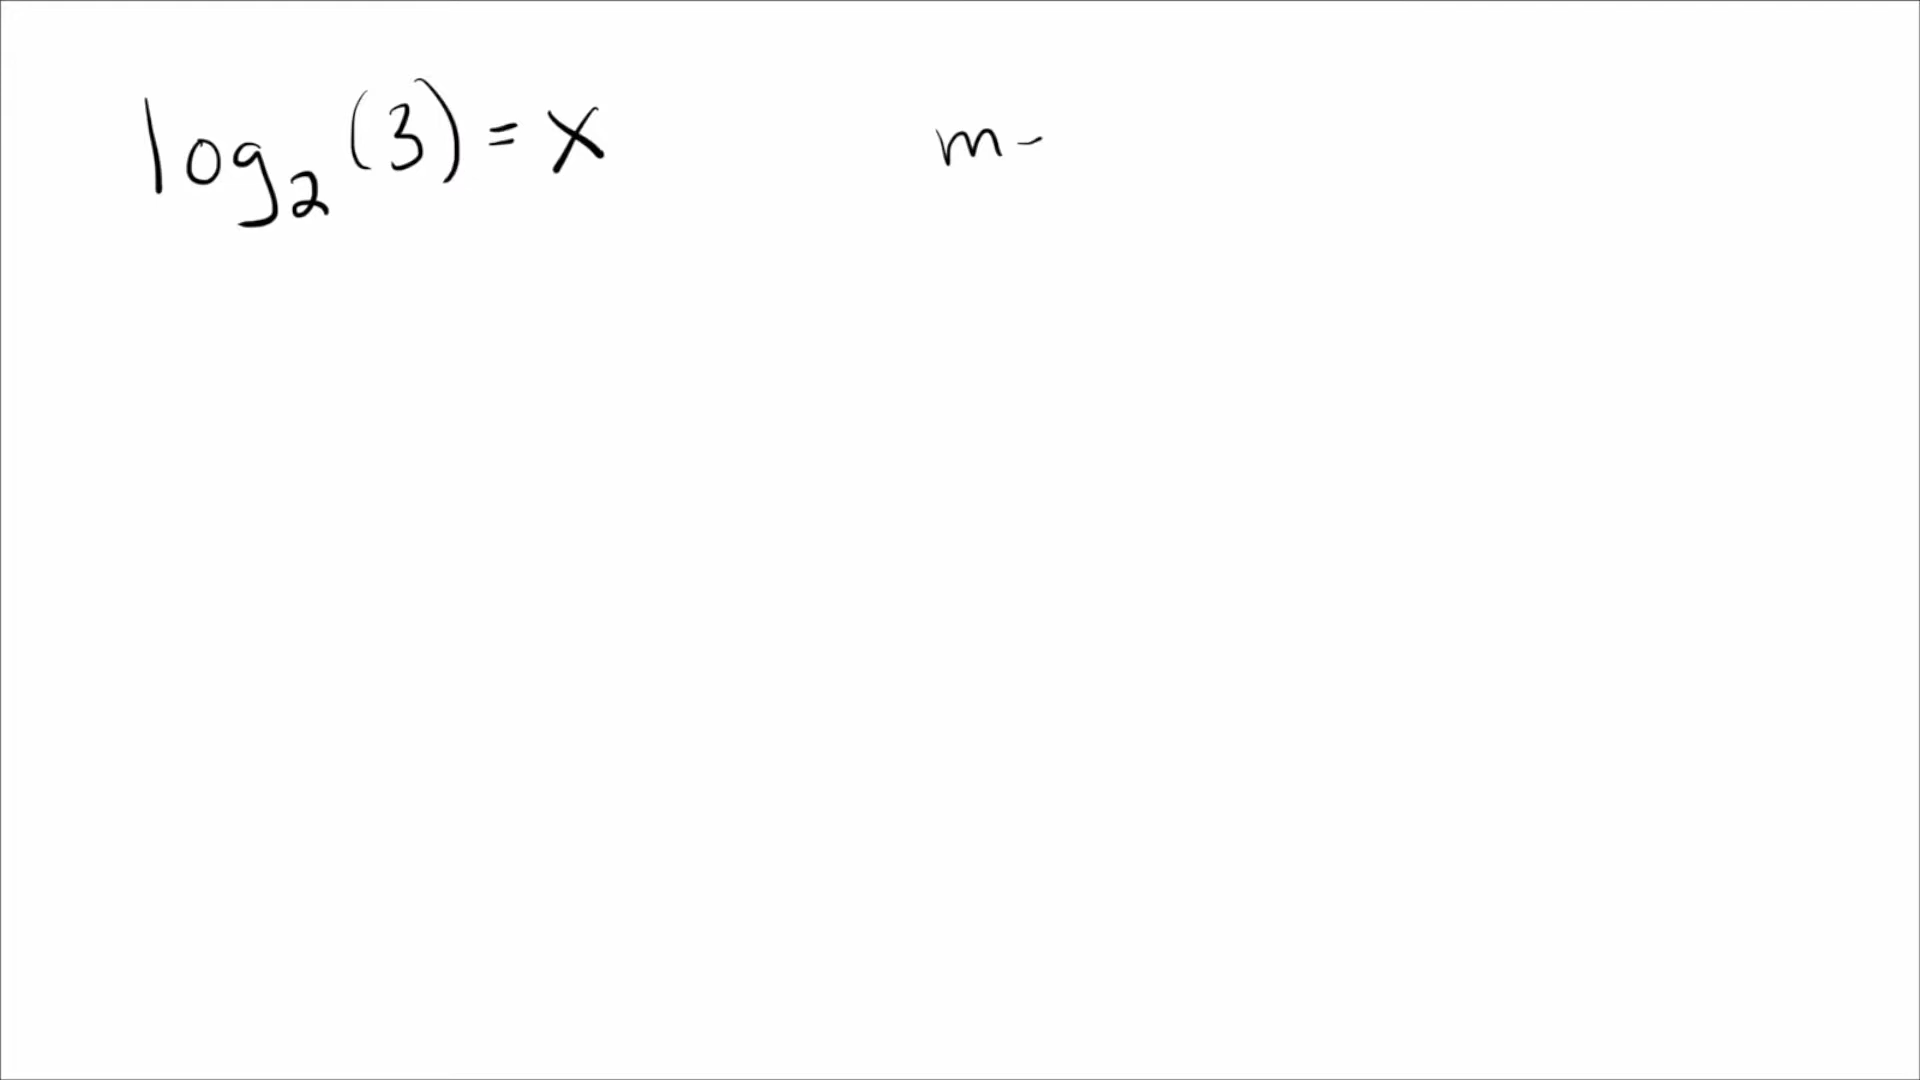 log₂(3) = x
m -